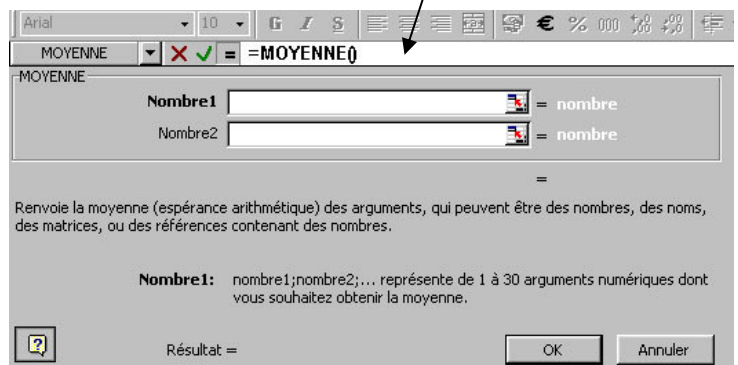 Arial 10 G I S € % 000 ,00 ,00
MOYENNE = =MOYENNE()
MOYENNE
Nombre1 = nombre
Nombre2 = nombre
=
Renvoie la moyenne (espérance arithmétique) des arguments, qui peuvent être des nombres, des noms,
des matrices, ou des références contenant des nombres.
Nombre1: nombre1;nombre2;... représente de 1 à 30 arguments numériques dont
vous souhaitez obtenir la moyenne.
? Résultat = OK Annuler